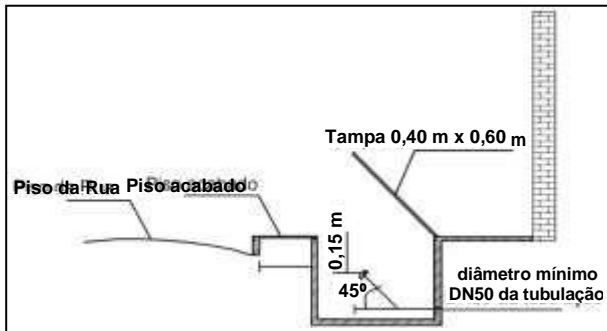 Tampa 0,40 m x 0,60 m
Piso da Rua
Piso acabado
0,15 m
45º
diâmetro mínimo
DN50 da tubulação